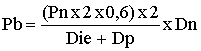 Pb = (Pn x 2 x 0,6) x 2 / Die + Dp x Dn